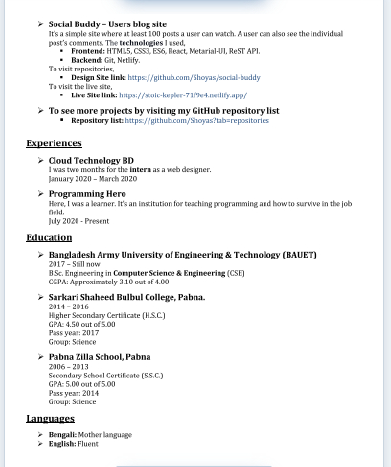 Social Buddy – Users blog site
It's a simple site where at least 100 posts a user can watch. A user can also see the individual
post's comments. The technologies I used,
Frontend: HTML5, CSS3, ES6, React, Metarial-UI, ReST API.
Backend: Git, Netlify.
To visit repositories,
Design Site link: https://github.com/Shoyas/social-buddy
To visit the live site,
Live Site link:
To see more projects by visiting my GitHub repository list
Repository list: https://github.com/Shoyas?tab=repositories
Experiences
Cloud Technology BD
I was two months for the intern as a web designer.
January 2020 – March 2020
Programming Hero
Here, I was a learner. It's an institution for teaching programming and how to survive in the job
field.
July 2020 - Present
Education
Bangladesh Army University of Engineering & Technology (BAUET)
2017 – Still now
B.Sc. Engineering in Computer Science & Engineering (CSE)
CGPA: Approximately 3.10 out of 4.00
Sarkari Shaheed Bulbul College, Pabna.
2014 – 2016
Higher Secondary Certificate (H.S.C.)
GPA: 4.50 out of 5.00
Pass year: 2017
Group: Science
Pabna Zilla School, Pabna
2006 – 2013
Secondary School Certificate (S.S.C.)
GPA: 5.00 out of 5.00
Pass year: 2014
Group: Science
Languages
Bengali: Mother language
English: Fluent